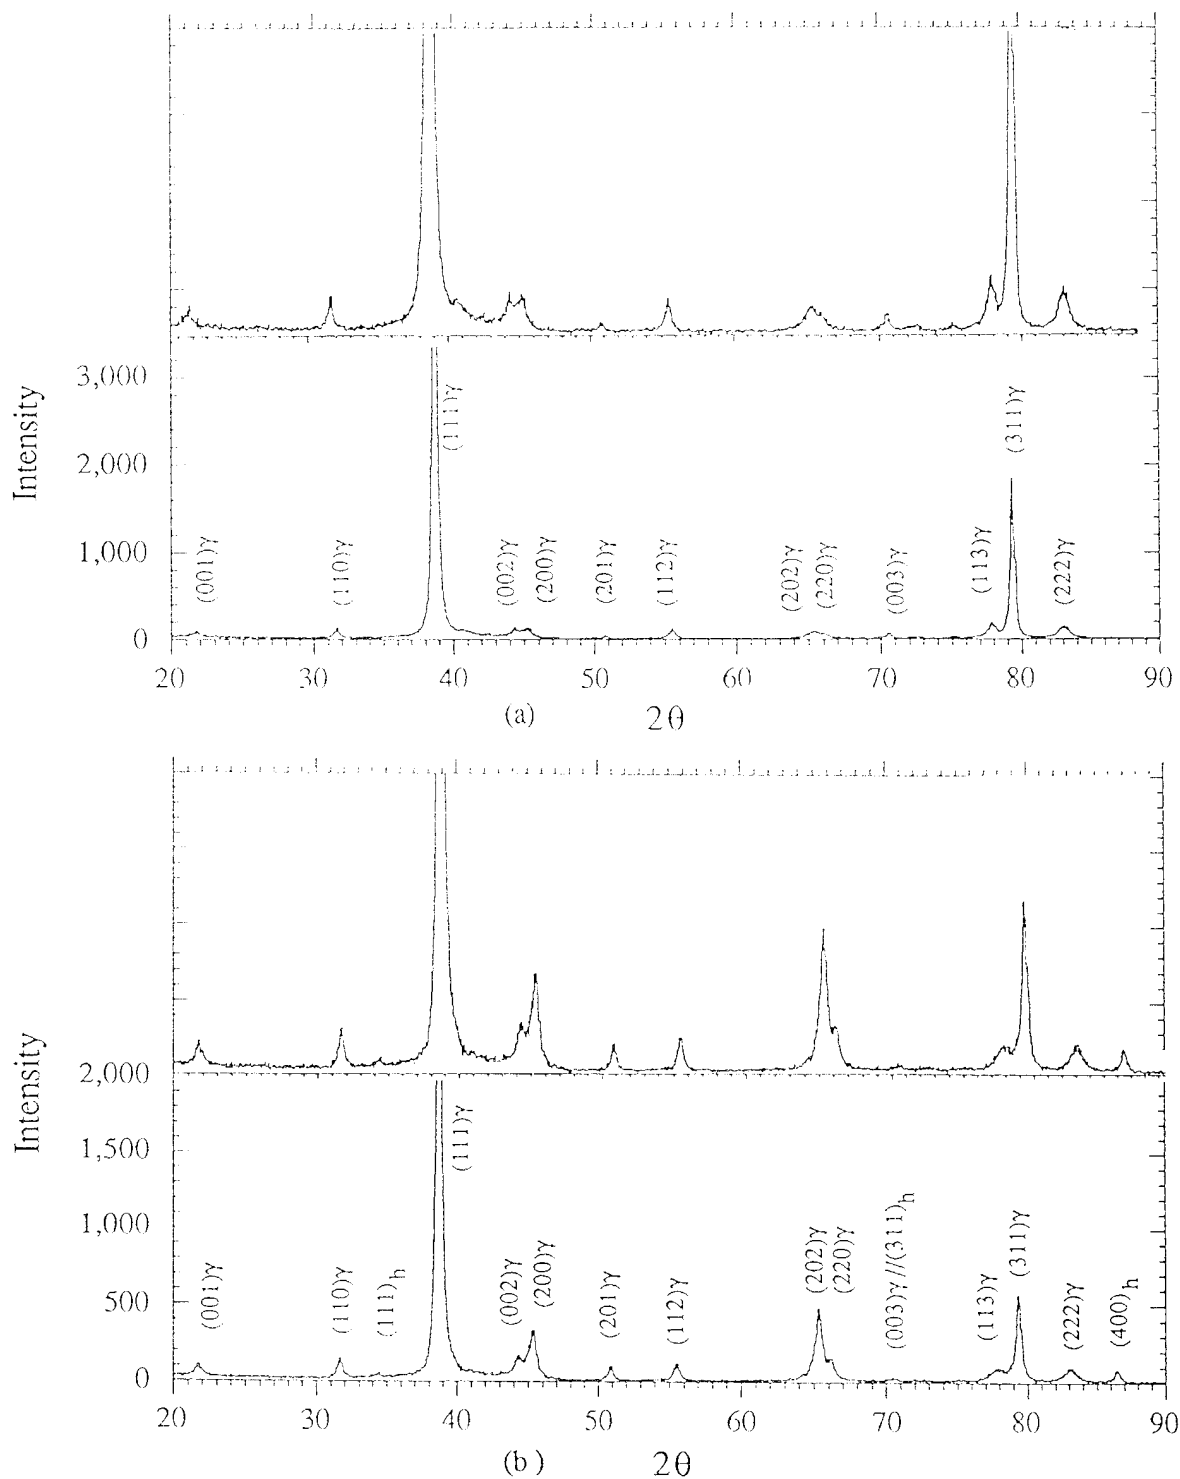 Intensity
3,000
2,000
1,000
0
(001)γ
(110)γ
(111)γ
(002)γ
(200)γ
(201)γ
(112)γ
(202)γ
(220)γ
(003)γ
(113)γ
(311)γ
(222)γ
20 30 40 50 60 70 80 90
(a) 2θ
Intensity
2,000
1,500
1,000
500
0
(001)γ
(110)γ
(111)h
(111)γ
(002)γ
(200)γ
(201)γ
(112)γ
(202)γ
(220)γ
(003)γ//(311)h
(113)γ
(311)γ
(222)γ
(400)h
20 30 40 50 60 70 80 90
(b) 2θ